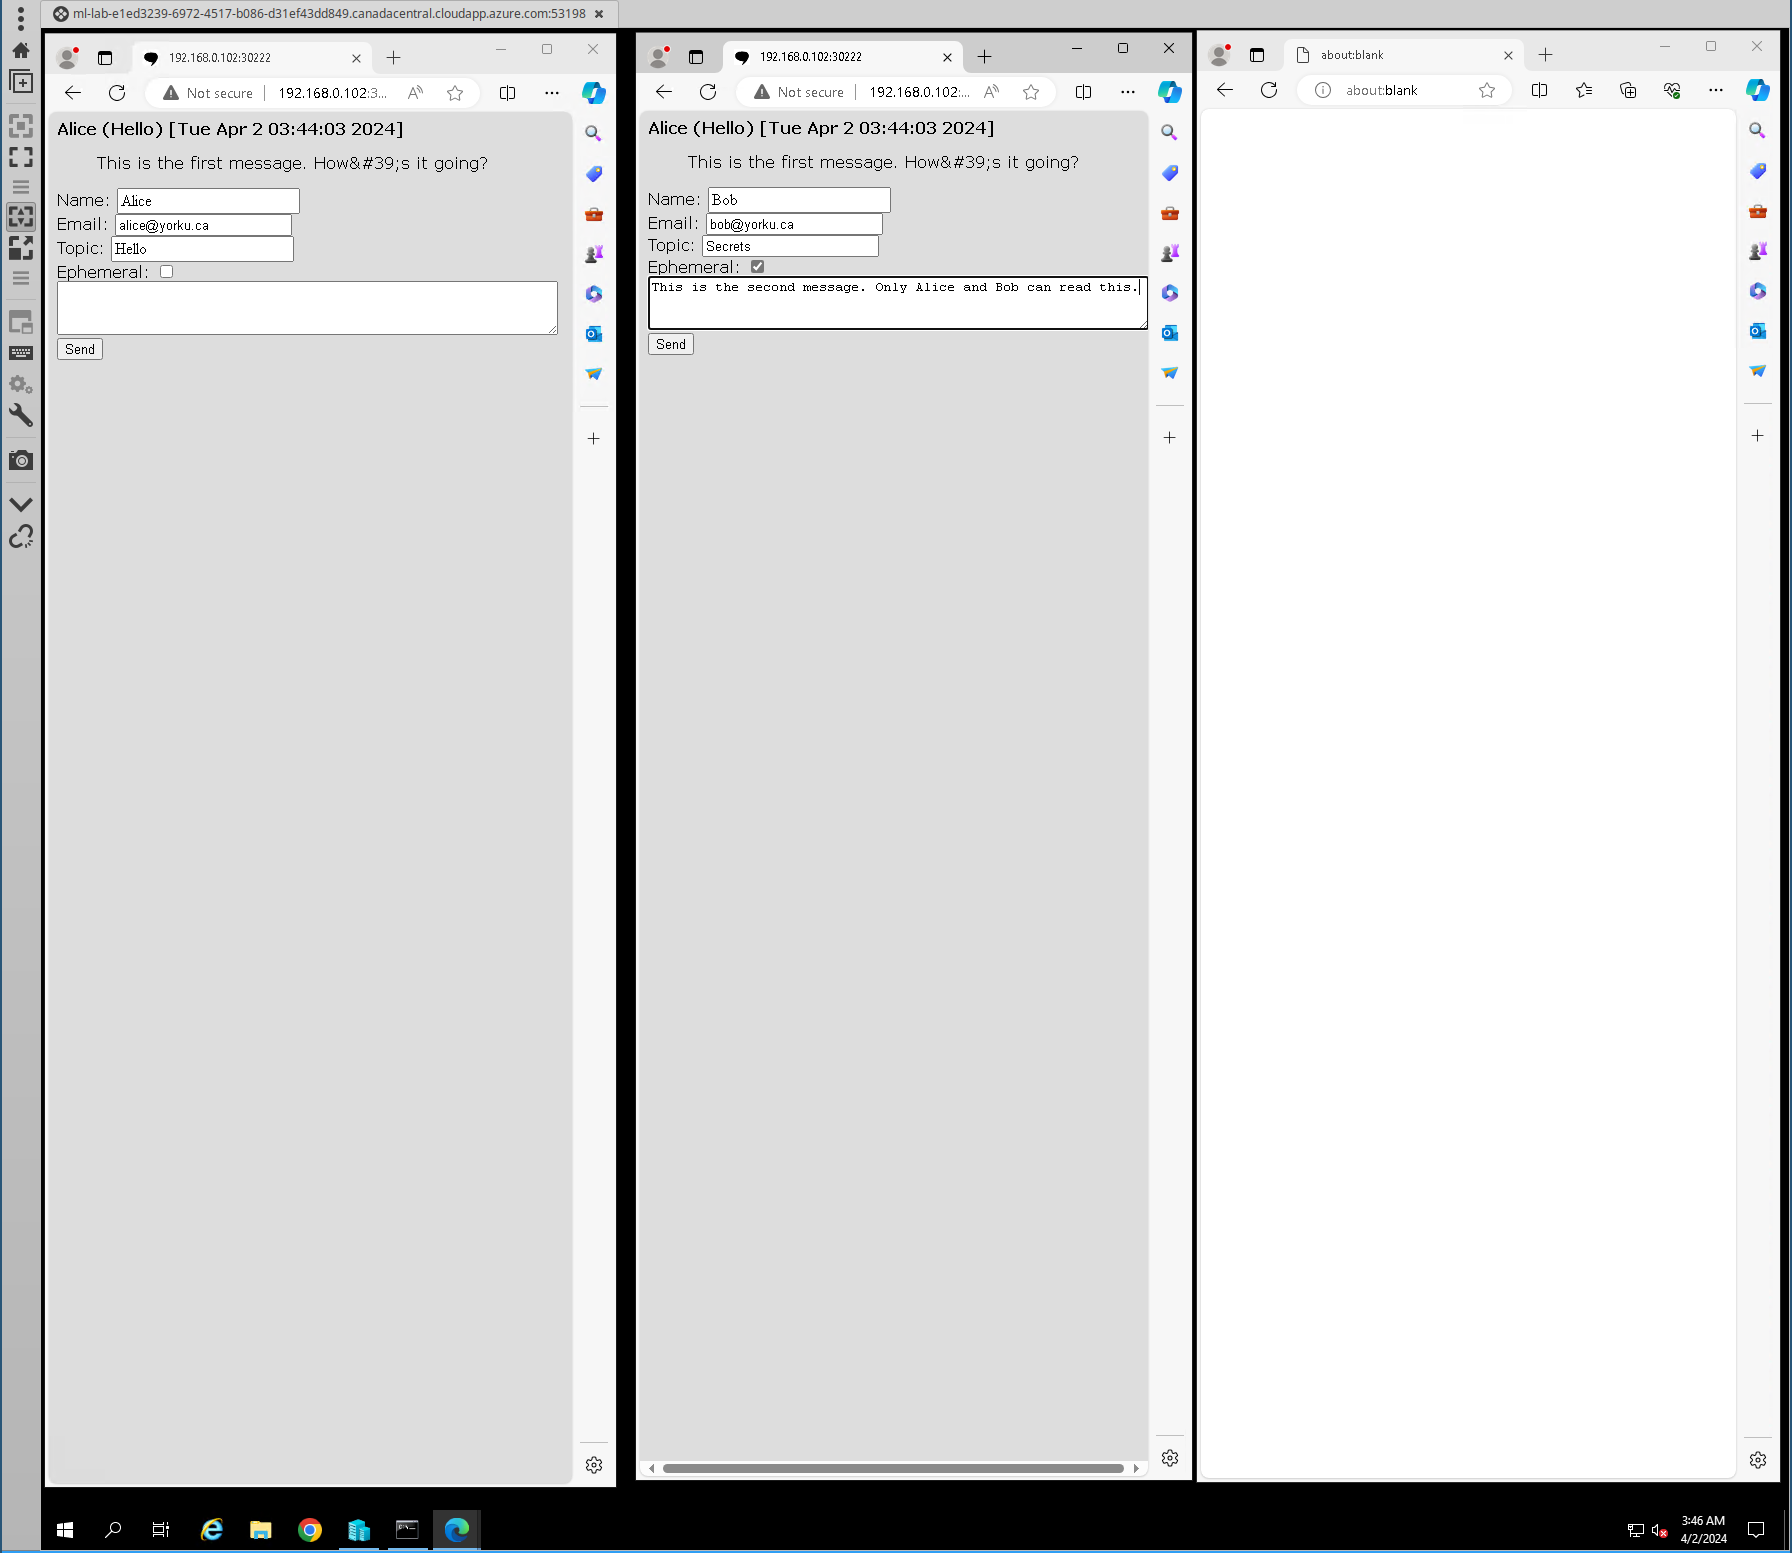 ml-lab-e1ed3239-6972-4517-b086-d31ef43dd849.canadacentral.cloudapp.azure.com:53198
192.168.0.102:30222
Not secure
192.168.0.102:3...
Alice (Hello) [Tue Apr 2 03:44:03 2024]
This is the first message. How&#39;s it going?
Name: Alice
Email: alice@yorku.ca
Topic: Hello
Ephemeral:
Send
192.168.0.102:30222
Not secure
192.168.0.102:...
Alice (Hello) [Tue Apr 2 03:44:03 2024]
This is the first message. How&#39;s it going?
Name: Bob
Email: bob@yorku.ca
Topic: Secrets
Ephemeral:
This is the second message. Only Alice and Bob can read this.
Send
about:blank
about:blank
3:46 AM
4/2/2024